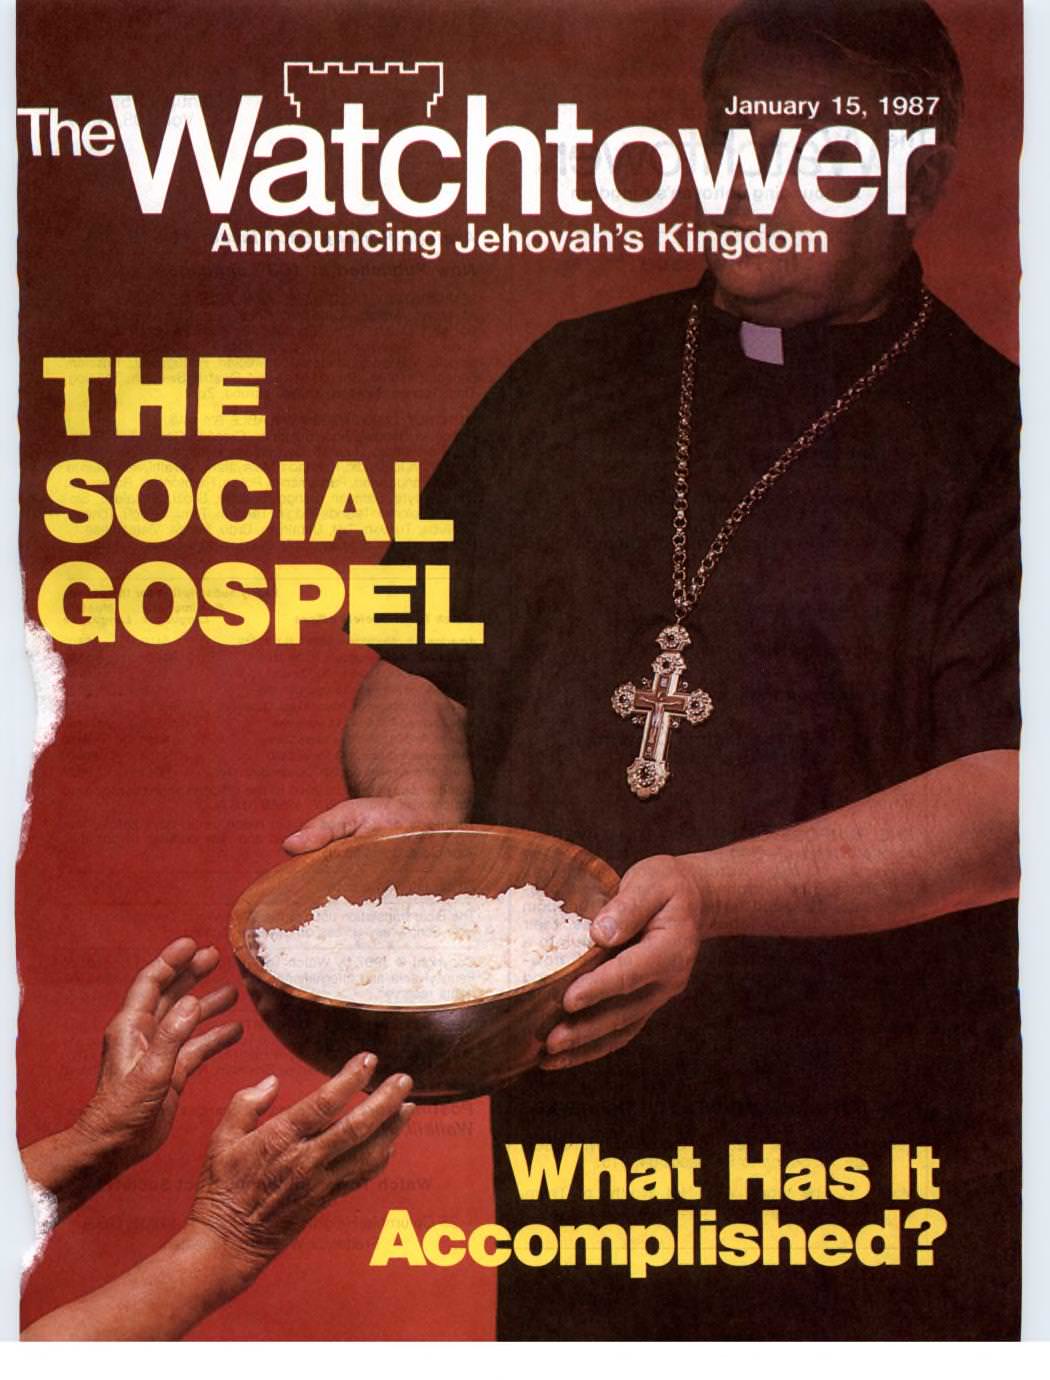 The Watchtower
January 15, 1987
Announcing Jehovah's Kingdom
THE
SOCIAL
GOSPEL
What Has It
Accomplished?